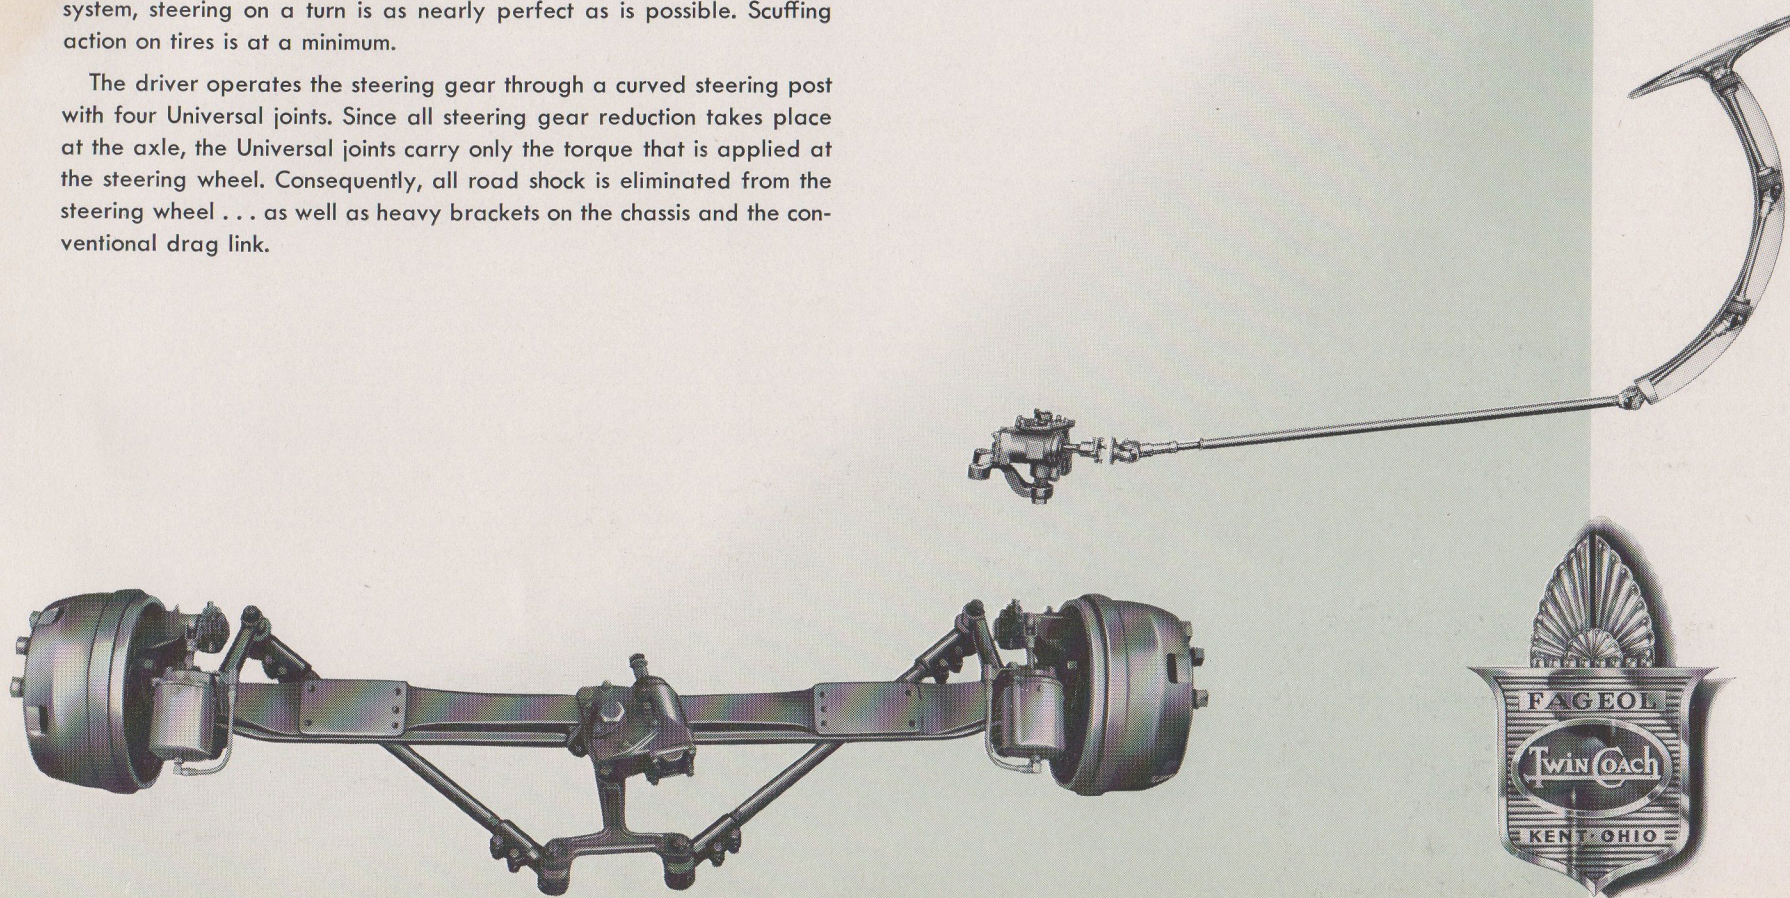 system, steering on a turn is as nearly perfect as is possible. Scuffing
action on tires is at a minimum.
The driver operates the steering gear through a curved steering post
with four Universal joints. Since all steering gear reduction takes place
at the axle, the Universal joints carry only the torque that is applied at
the steering wheel. Consequently, all road shock is eliminated from the
steering wheel . . . as well as heavy brackets on the chassis and the con-
ventional drag link.
FAGEOL
TWIN COACH
KENT·OHIO